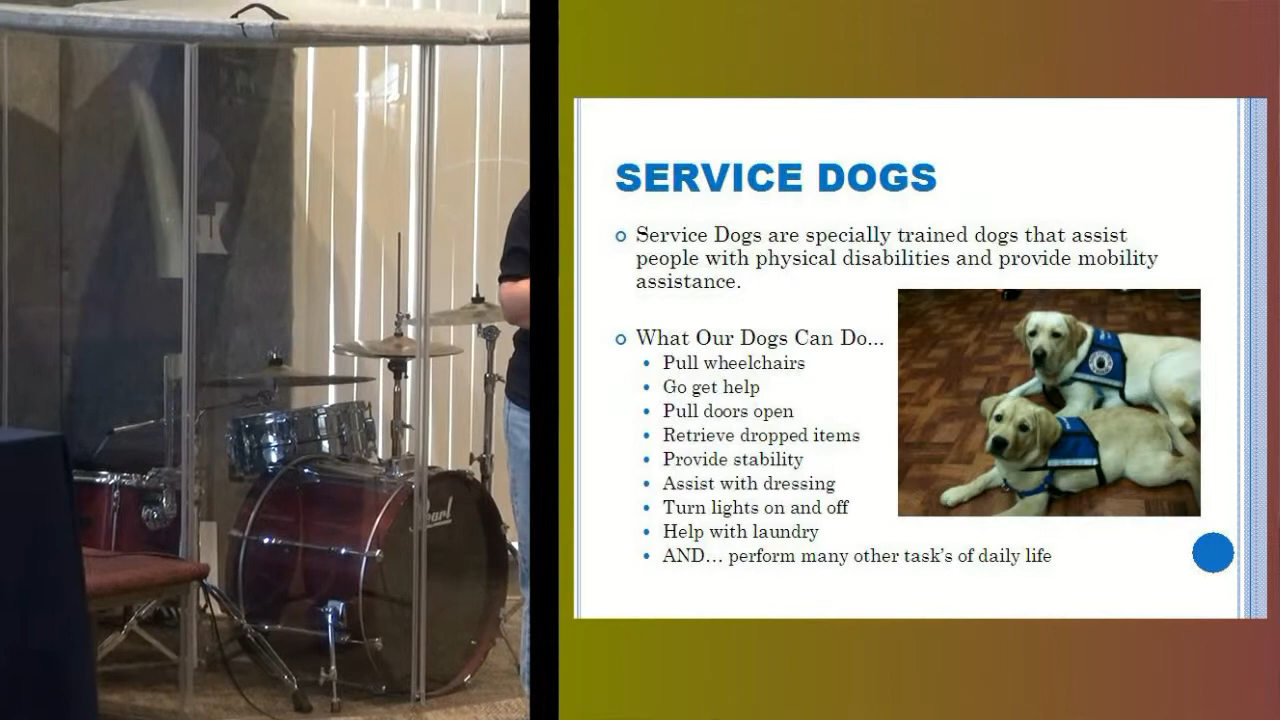 Pearl
SERVICE DOGS
Service Dogs are specially trained dogs that assist
people with physical disabilities and provide mobility
assistance.
What Our Dogs Can Do...
Pull wheelchairs
Go get help
Pull doors open
Retrieve dropped items
Provide stability
Assist with dressing
Turn lights on and off
Help with laundry
AND... perform many other task's of daily life